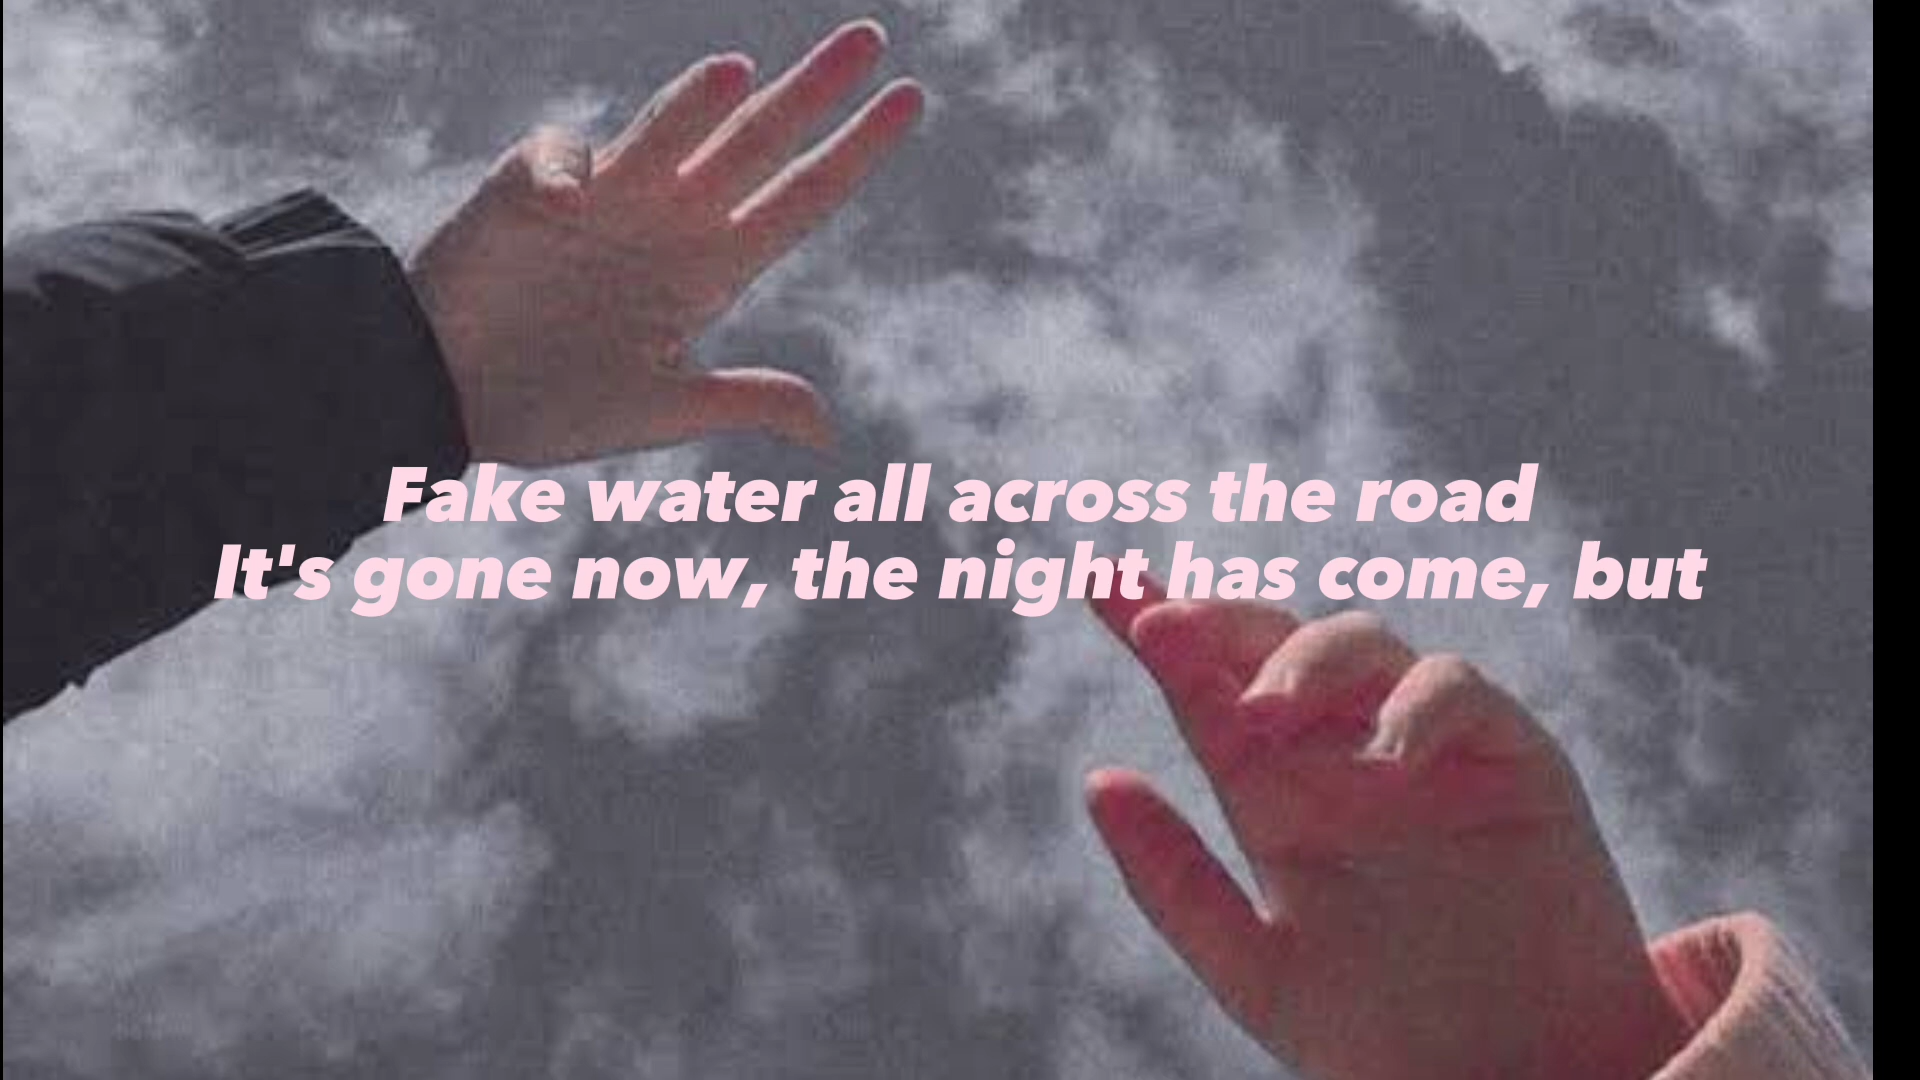 Fake water all across the road
It's gone now, the night has come, but